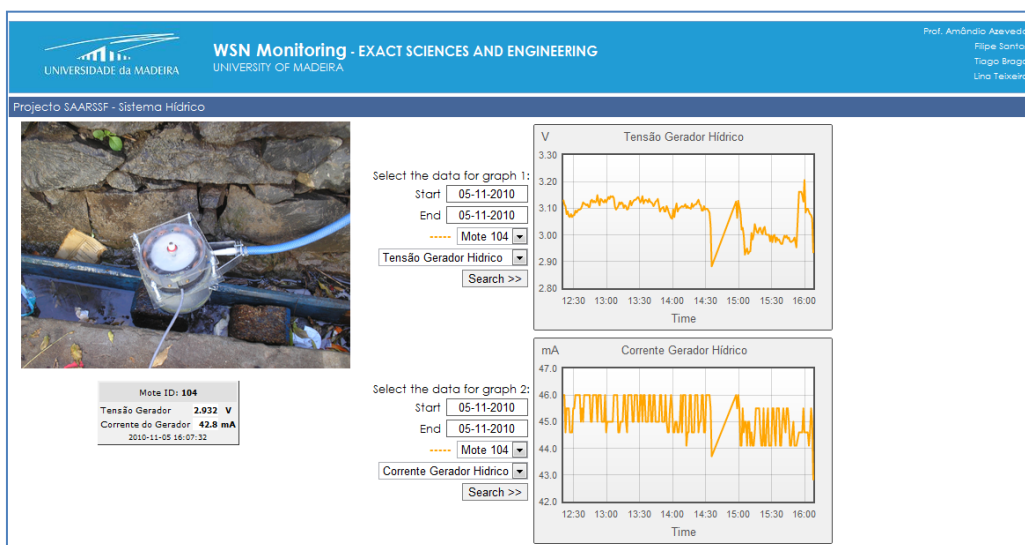 UNIVERSIDADE da MADEIRA
WSN Monitoring - EXACT SCIENCES AND ENGINEERING
UNIVERSITY OF MADEIRA
Prof. Amândio Azevedo
Filipe Santos
Tiago Braga
Lina Teixeira
Projecto SAARSSF - Sistema Hídrico
Mote ID: 104
Tensão Gerador 2.932 V
Corrente do Gerador 42.8 mA
2010-11-05 16:07:32
Select the data for graph 1:
Start 05-11-2010
End 05-11-2010
----- Mote 104
Tensão Gerador Hidrico
Search >>
V Tensão Gerador Hídrico
3.30
3.20
3.10
3.00
2.90
2.80
12:30 13:00 13:30 14:00 14:30 15:00 15:30 16:00
Time
Select the data for graph 2:
Start 05-11-2010
End 05-11-2010
----- Mote 104
Corrente Gerador Hidrico
Search >>
mA Corrente Gerador Hídrico
47.0
46.0
45.0
44.0
43.0
42.0
12:30 13:00 13:30 14:00 14:30 15:00 15:30 16:00
Time